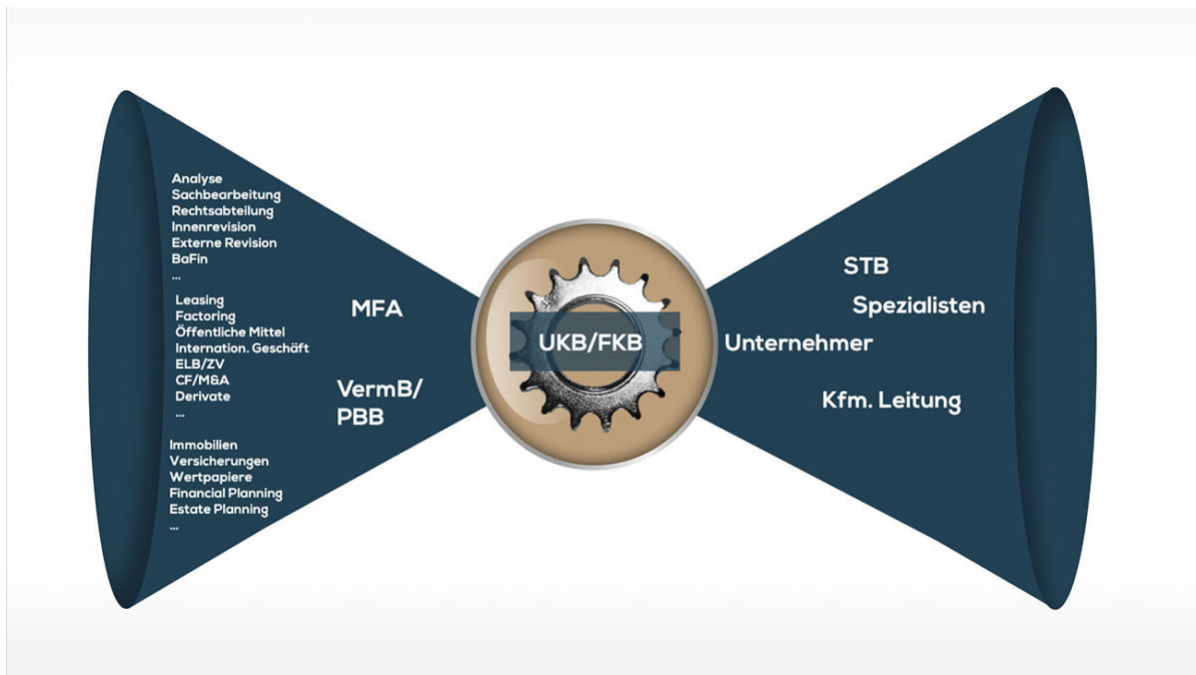 Analyse
Sachbearbeitung
Rechtsabteilung
Innenrevision
Externe Revision
BaFin
...
Leasing
Factoring
Öffentliche Mittel
Internation. Geschäft
ELB/ZV
CF/M&A
Derivate
...
Immobilien
Versicherungen
Wertpapiere
Financial Planning
Estate Planning
...
MFA
VermB/
PBB
UKB/FKB
STB
Spezialisten
Unternehmer
Kfm. Leitung